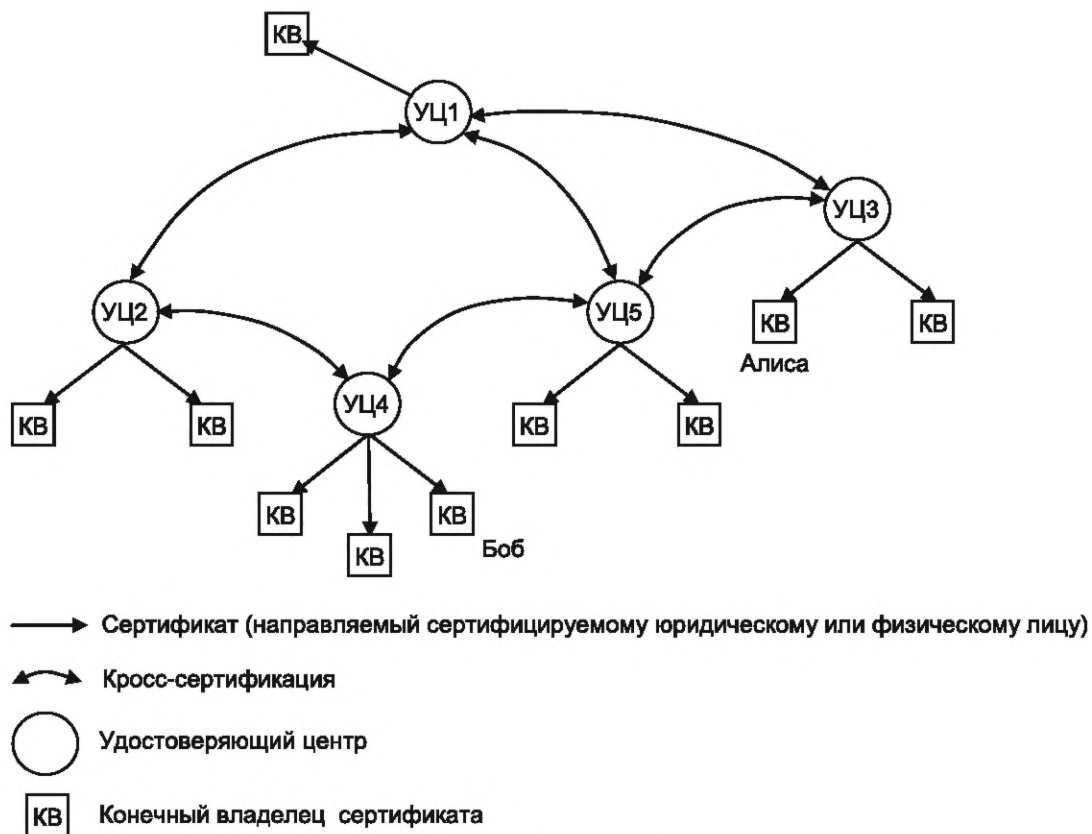 КВ
УЦ1
УЦ3
УЦ2
УЦ5
КВ
КВ
Алиса
УЦ4
КВ
КВ
КВ
КВ
КВ
КВ
КВ
Боб
Сертификат (направляемый сертифицируемому юридическому или физическому лицу)
Кросс-сертификация
Удостоверяющий центр
КВ Конечный владелец сертификата